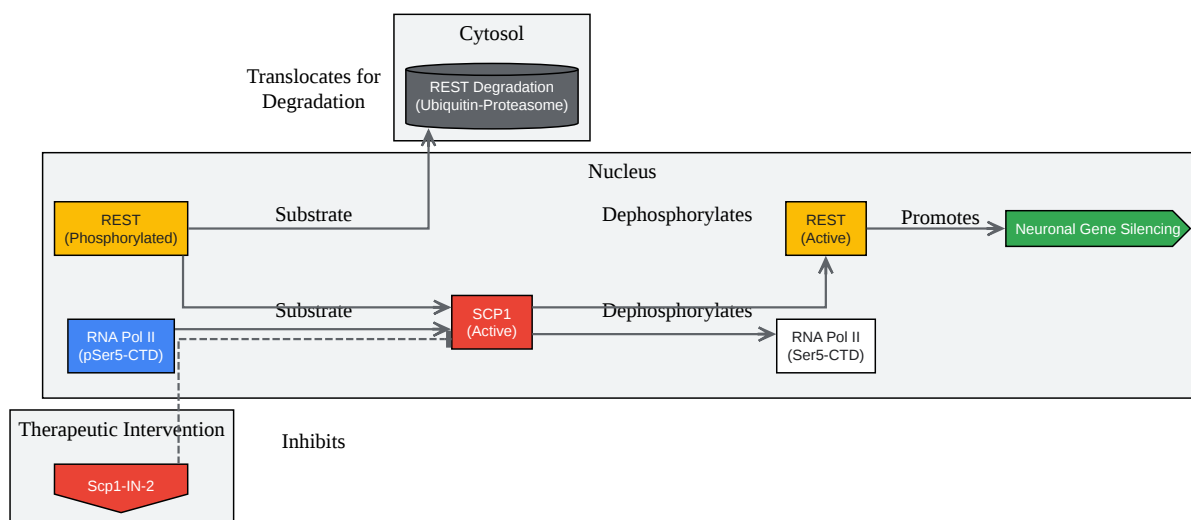 Cytosol
Translocates for
Degradation
REST Degradation
(Ubiquitin-Proteasome)
Nucleus
REST
(Phosphorylated)
Substrate
Dephosphorylates
REST
(Active)
Promotes
Neuronal Gene Silencing
RNA Pol II
(pSer5-CTD)
Substrate
SCP1
(Active)
Dephosphorylates
RNA Pol II
(Ser5-CTD)
Therapeutic Intervention
Inhibits
Scp1-IN-2